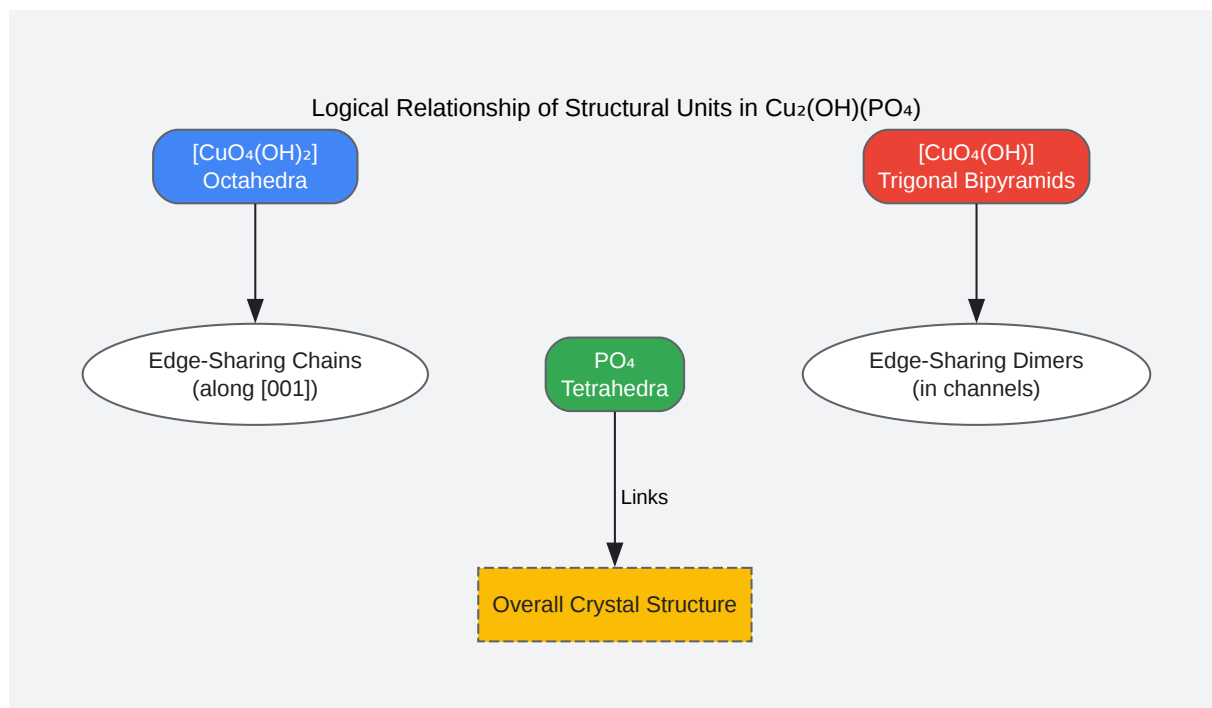 Logical Relationship of Structural Units in Cu₂(OH)(PO₄)
[CuO₄(OH)₂]
Octahedra
[CuO₄(OH)]
Trigonal Bipyramids
Edge-Sharing Chains
(along [001])
PO₄
Tetrahedra
Edge-Sharing Dimers
(in channels)
Links
Overall Crystal Structure